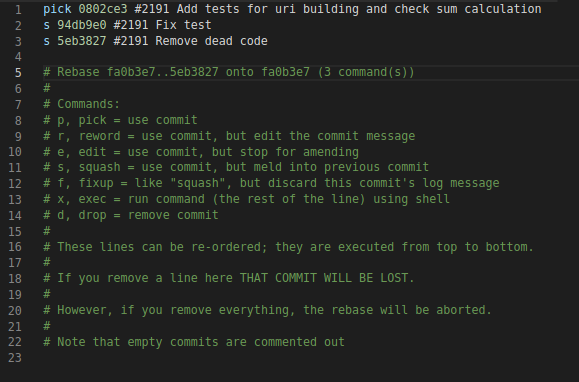 1 pick 0802ce3 #2191 Add tests for uri building and check sum calculation
2 s 94db9e0 #2191 Fix test
3 s 5eb3827 #2191 Remove dead code
4
5 # Rebase fa0b3e7..5eb3827 onto fa0b3e7 (3 command(s))
6 #
7 # Commands:
8 # p, pick = use commit
9 # r, reword = use commit, but edit the commit message
10 # e, edit = use commit, but stop for amending
11 # s, squash = use commit, but meld into previous commit
12 # f, fixup = like "squash", but discard this commit's log message
13 # x, exec = run command (the rest of the line) using shell
14 # d, drop = remove commit
15 #
16 # These lines can be re-ordered; they are executed from top to bottom.
17 #
18 # If you remove a line here THAT COMMIT WILL BE LOST.
19 #
20 # However, if you remove everything, the rebase will be aborted.
21 #
22 # Note that empty commits are commented out
23